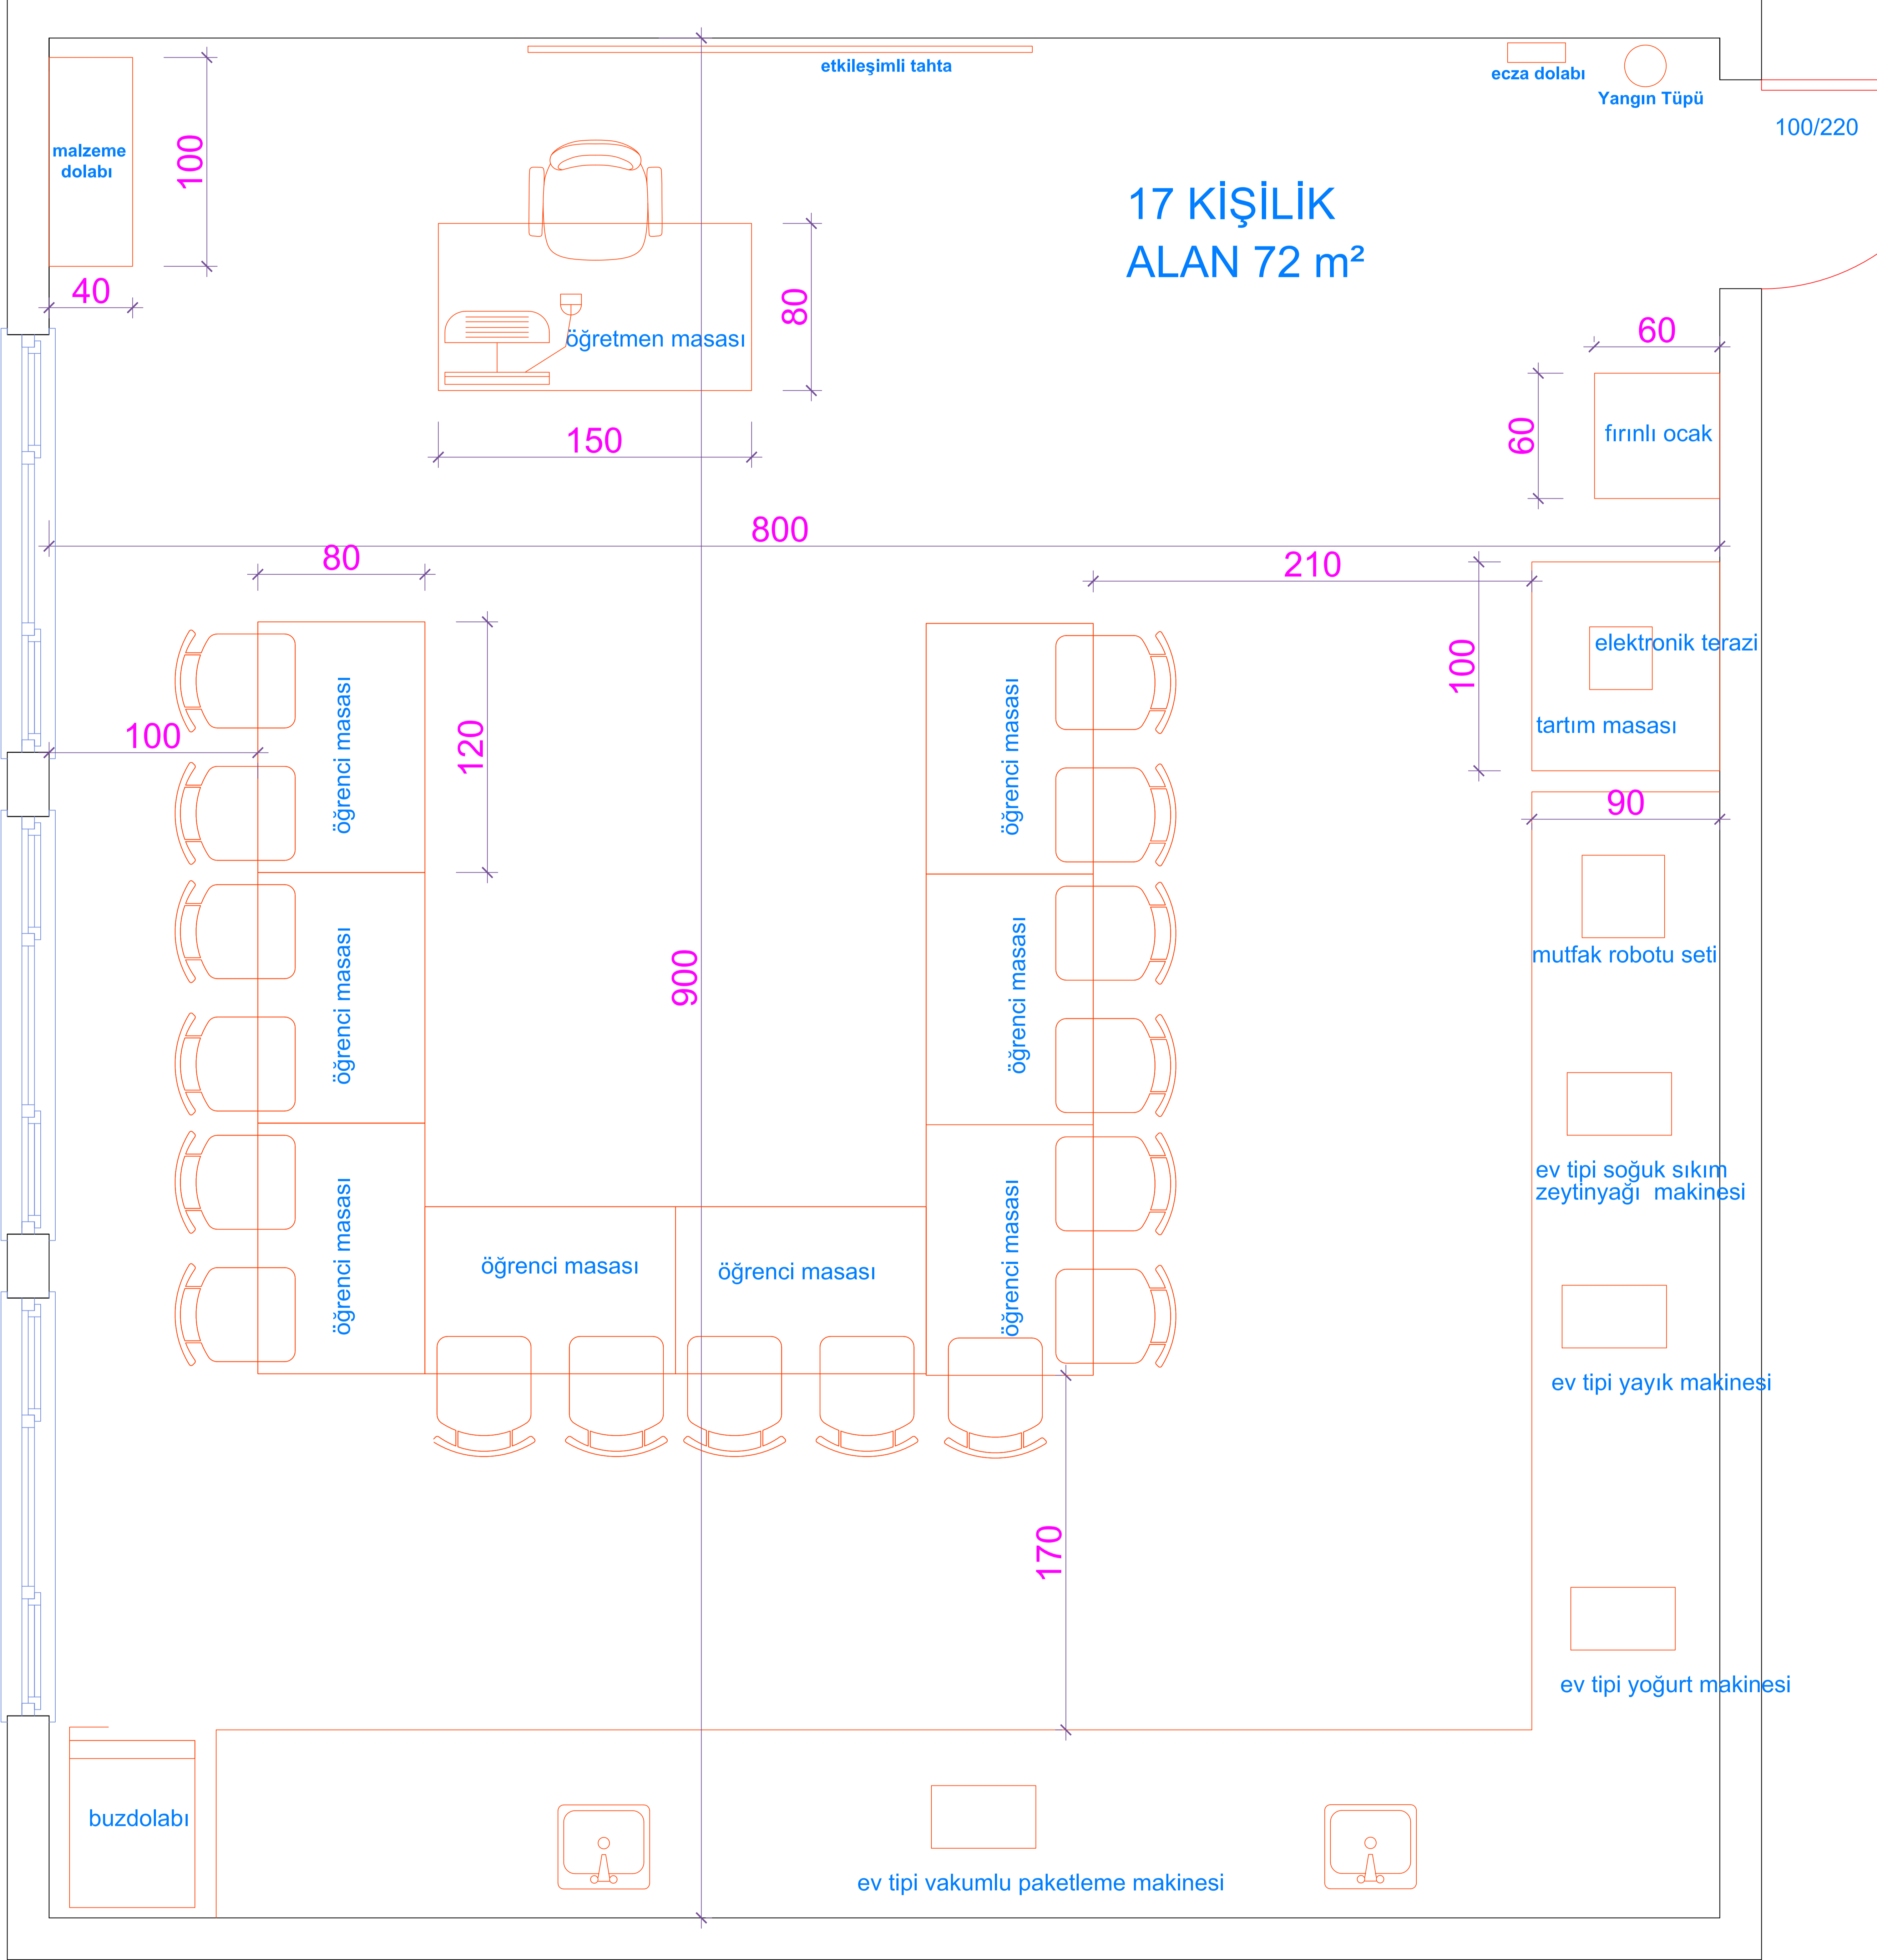 etkileşimli tahta
ecza dolabı
Yangın Tüpü
100/220
malzeme
dolabı
100
40
17 KİŞİLİK
ALAN 72 m²
öğretmen masası
80
150
60
60
fırınlı ocak
800
80
210
100
elektronik terazi
tartım masası
100
120
90
öğrenci masası
öğrenci masası
öğrenci masası
öğrenci masası
öğrenci masası
öğrenci masası
öğrenci masası
öğrenci masası
900
mutfak robotu seti
ev tipi soğuk sıkım
zeytinyağı makinesi
ev tipi yayık makinesi
170
ev tipi yoğurt makinesi
buzdolabı
ev tipi vakumlu paketleme makinesi